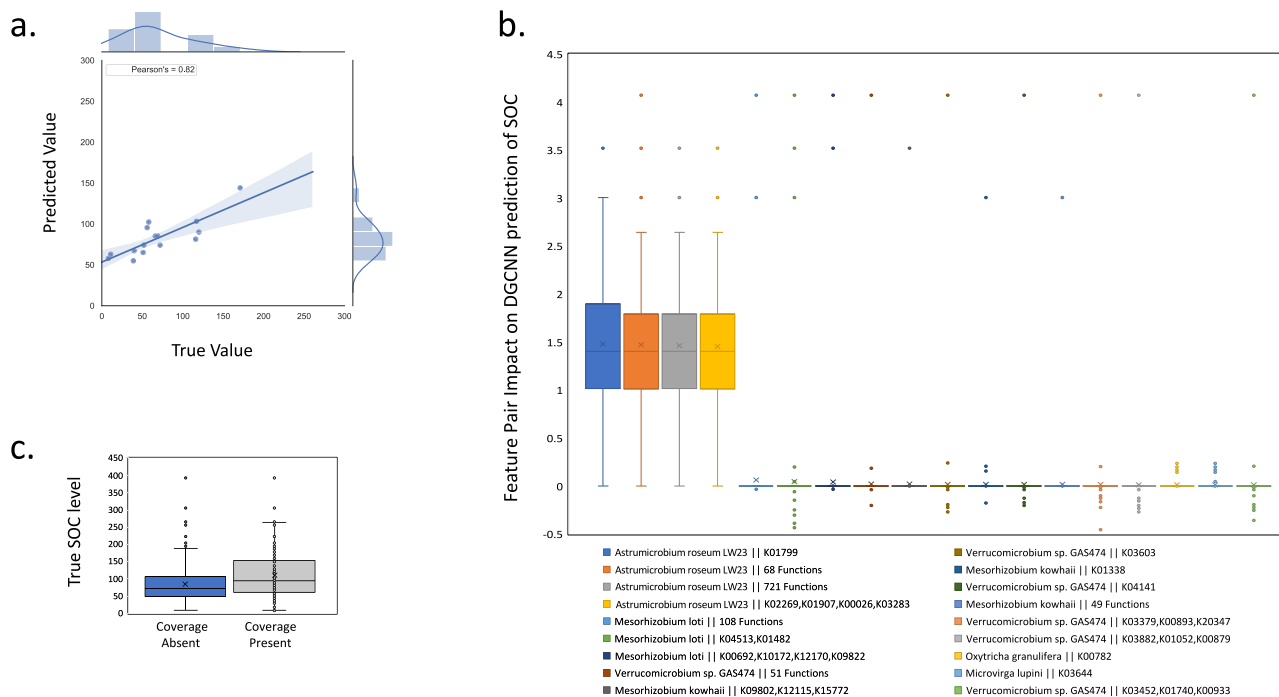 a.
Pearson's = 0.82
Predicted Value
300
250
200
150
100
50
0
0 50 100 150 200 250 300
True Value
b.
Feature Pair Impact on DGCNN prediction of SOC
4.5
4
3.5
3
2.5
2
1.5
1
0.5
0
-0.5
Astrumicrobium roseum LW23 || K01799
Astrumicrobium roseum LW23 || 68 Functions
Astrumicrobium roseum LW23 || 721 Functions
Astrumicrobium roseum LW23 || K02269,K01907,K00026,K03283
Mesorhizobium loti || 108 Functions
Mesorhizobium loti || K04513,K01482
Mesorhizobium loti || K00692,K10172,K12170,K09822
Verrucomicrobium sp. GAS474 || 51 Functions
Mesorhizobium kowhaii || K09802,K12115,K15772
Verrucomicrobium sp. GAS474 || K03603
Mesorhizobium kowhaii || K01338
Verrucomicrobium sp. GAS474 || K04141
Mesorhizobium kowhaii || 49 Functions
Verrucomicrobium sp. GAS474 || K03379,K00893,K20347
Verrucomicrobium sp. GAS474 || K03882,K01052,K00879
Oxytricha granulifera || K00782
Microvirga lupini || K03644
Verrucomicrobium sp. GAS474 || K03452,K01740,K00933
c.
True SOC level
450
400
350
300
250
200
150
100
50
0
Coverage Absent
Coverage Present